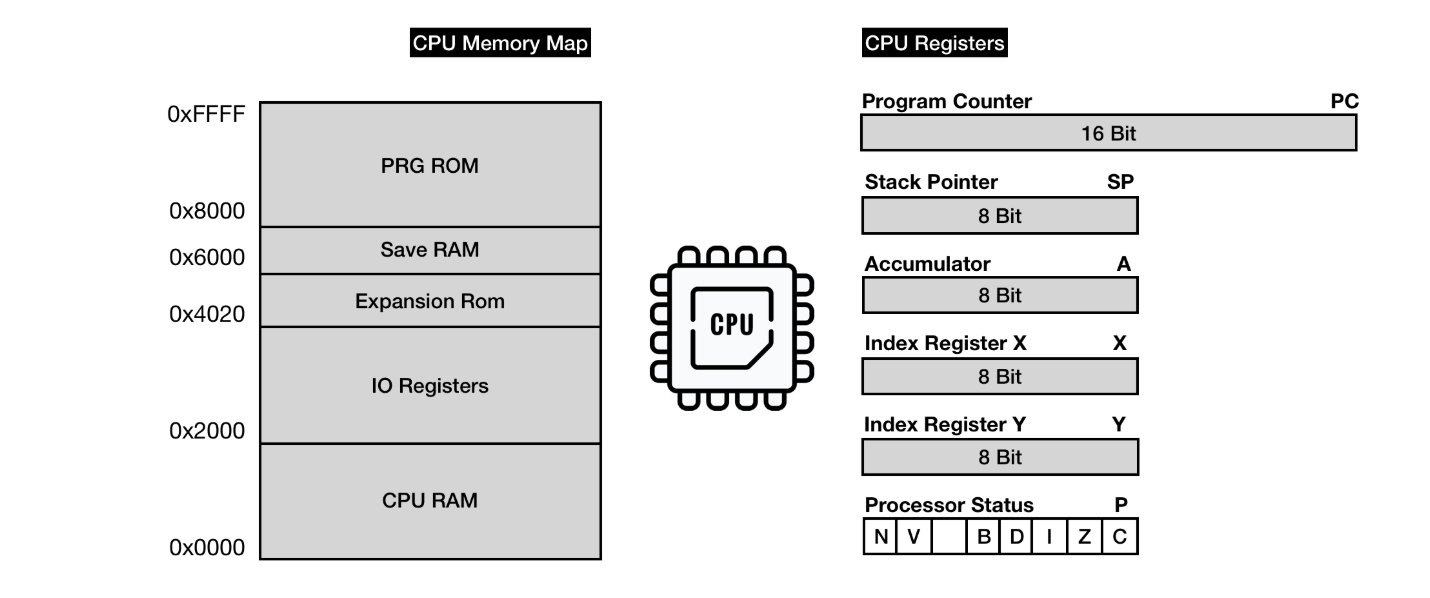 CPU Memory Map
0xFFFF
PRG ROM
0x8000
Save RAM
0x6000
Expansion Rom
0x4020
IO Registers
0x2000
CPU RAM
0x0000
CPU
CPU Registers
Program Counter PC
16 Bit
Stack Pointer SP
8 Bit
Accumulator A
8 Bit
Index Register X X
8 Bit
Index Register Y Y
8 Bit
Processor Status P
N V B D I Z C